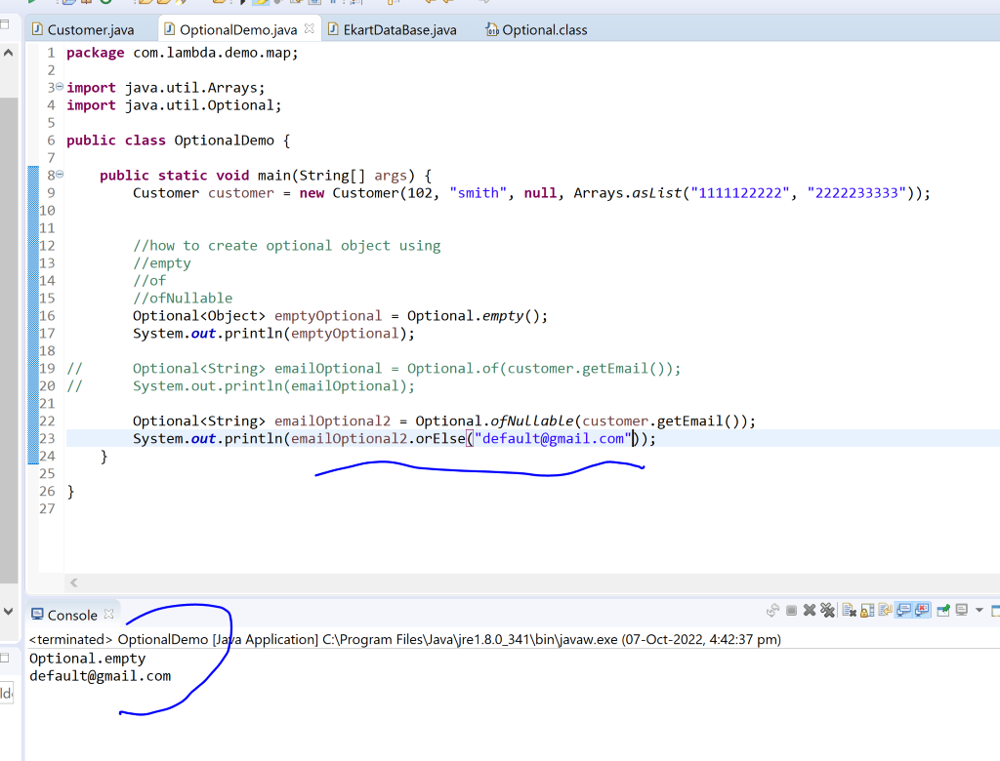 Customer.java OptionalDemo.java EkartDataBase.java Optional.class
1 package com.lambda.demo.map;
2
3 import java.util.Arrays;
4 import java.util.Optional;
5
6 public class OptionalDemo {
7
8 public static void main(String[] args) {
9 Customer customer = new Customer(102, "smith", null, Arrays.asList("1111122222", "2222233333"));
10
11
12 //how to create optional object using
13 //empty
14 //of
15 //ofNullable
16 Optional<Object> emptyOptional = Optional.empty();
17 System.out.println(emptyOptional);
18
19 // Optional<String> emailOptional = Optional.of(customer.getEmail());
20 // System.out.println(emailOptional);
21
22 Optional<String> emailOptional2 = Optional.ofNullable(customer.getEmail());
23 System.out.println(emailOptional2.orElse("default@gmail.com"));
24 }
25
26 }
27
Console
<terminated> OptionalDemo [Java Application] C:\Program Files\Java\jre1.8.0_341\bin\javaw.exe (07-Oct-2022, 4:42:37 pm)
Optional.empty
default@gmail.com